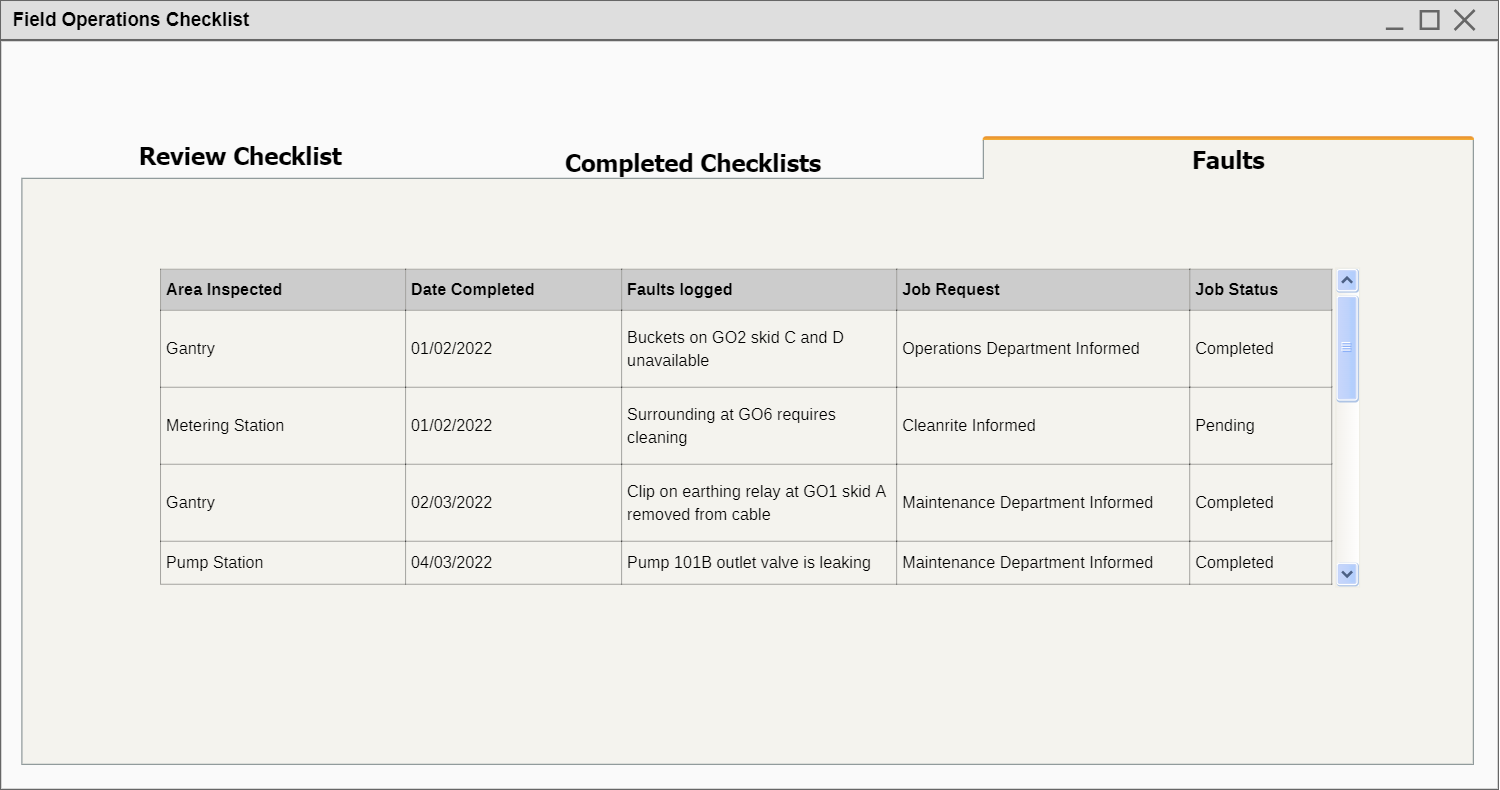 Field Operations Checklist
Review Checklist
Completed Checklists
Faults
Area Inspected Date Completed Faults logged Job Request Job Status
Gantry 01/02/2022 Buckets on GO2 skid C and D unavailable Operations Department Informed Completed
Metering Station 01/02/2022 Surrounding at GO6 requires cleaning Cleanrite Informed Pending
Gantry 02/03/2022 Clip on earthing relay at GO1 skid A removed from cable Maintenance Department Informed Completed
Pump Station 04/03/2022 Pump 101B outlet valve is leaking Maintenance Department Informed Completed